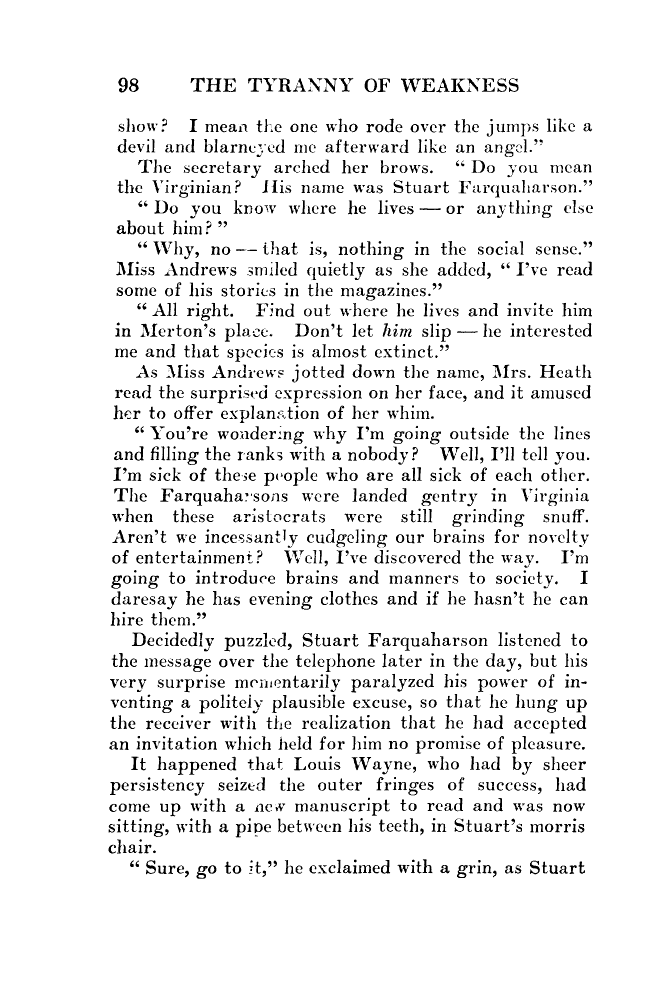 98 THE TYRANNY OF WEAKNESS
show? I mean the one who rode over the jumps like a
devil and blarneyed me afterward like an angel."
The secretary arched her brows. "Do you mean
the Virginian? His name was Stuart Farquaharson."
"Do you know where he lives — or anything else
about him?"
"Why, no — that is, nothing in the social sense."
Miss Andrews smiled quietly as she added, "I've read
some of his stories in the magazines."
"All right. Find out where he lives and invite him
in Merton's place. Don't let him slip — he interested
me and that species is almost extinct."
As Miss Andrews jotted down the name, Mrs. Heath
read the surprised expression on her face, and it amused
her to offer explanation of her whim.
"You're wondering why I'm going outside the lines
and filling the ranks with a nobody? Well, I'll tell you.
I'm sick of these people who are all sick of each other.
The Farquaharsons were landed gentry in Virginia
when these aristocrats were still grinding snuff.
Aren't we incessantly cudgeling our brains for novelty
of entertainment? Well, I've discovered the way. I'm
going to introduce brains and manners to society. I
daresay he has evening clothes and if he hasn't he can
hire them."
Decidedly puzzled, Stuart Farquaharson listened to
the message over the telephone later in the day, but his
very surprise momentarily paralyzed his power of in-
venting a politely plausible excuse, so that he hung up
the receiver with the realization that he had accepted
an invitation which held for him no promise of pleasure.
It happened that Louis Wayne, who had by sheer
persistency seized the outer fringes of success, had
come up with a new manuscript to read and was now
sitting, with a pipe between his teeth, in Stuart's morris
chair.
"Sure, go to it," he exclaimed with a grin, as Stuart